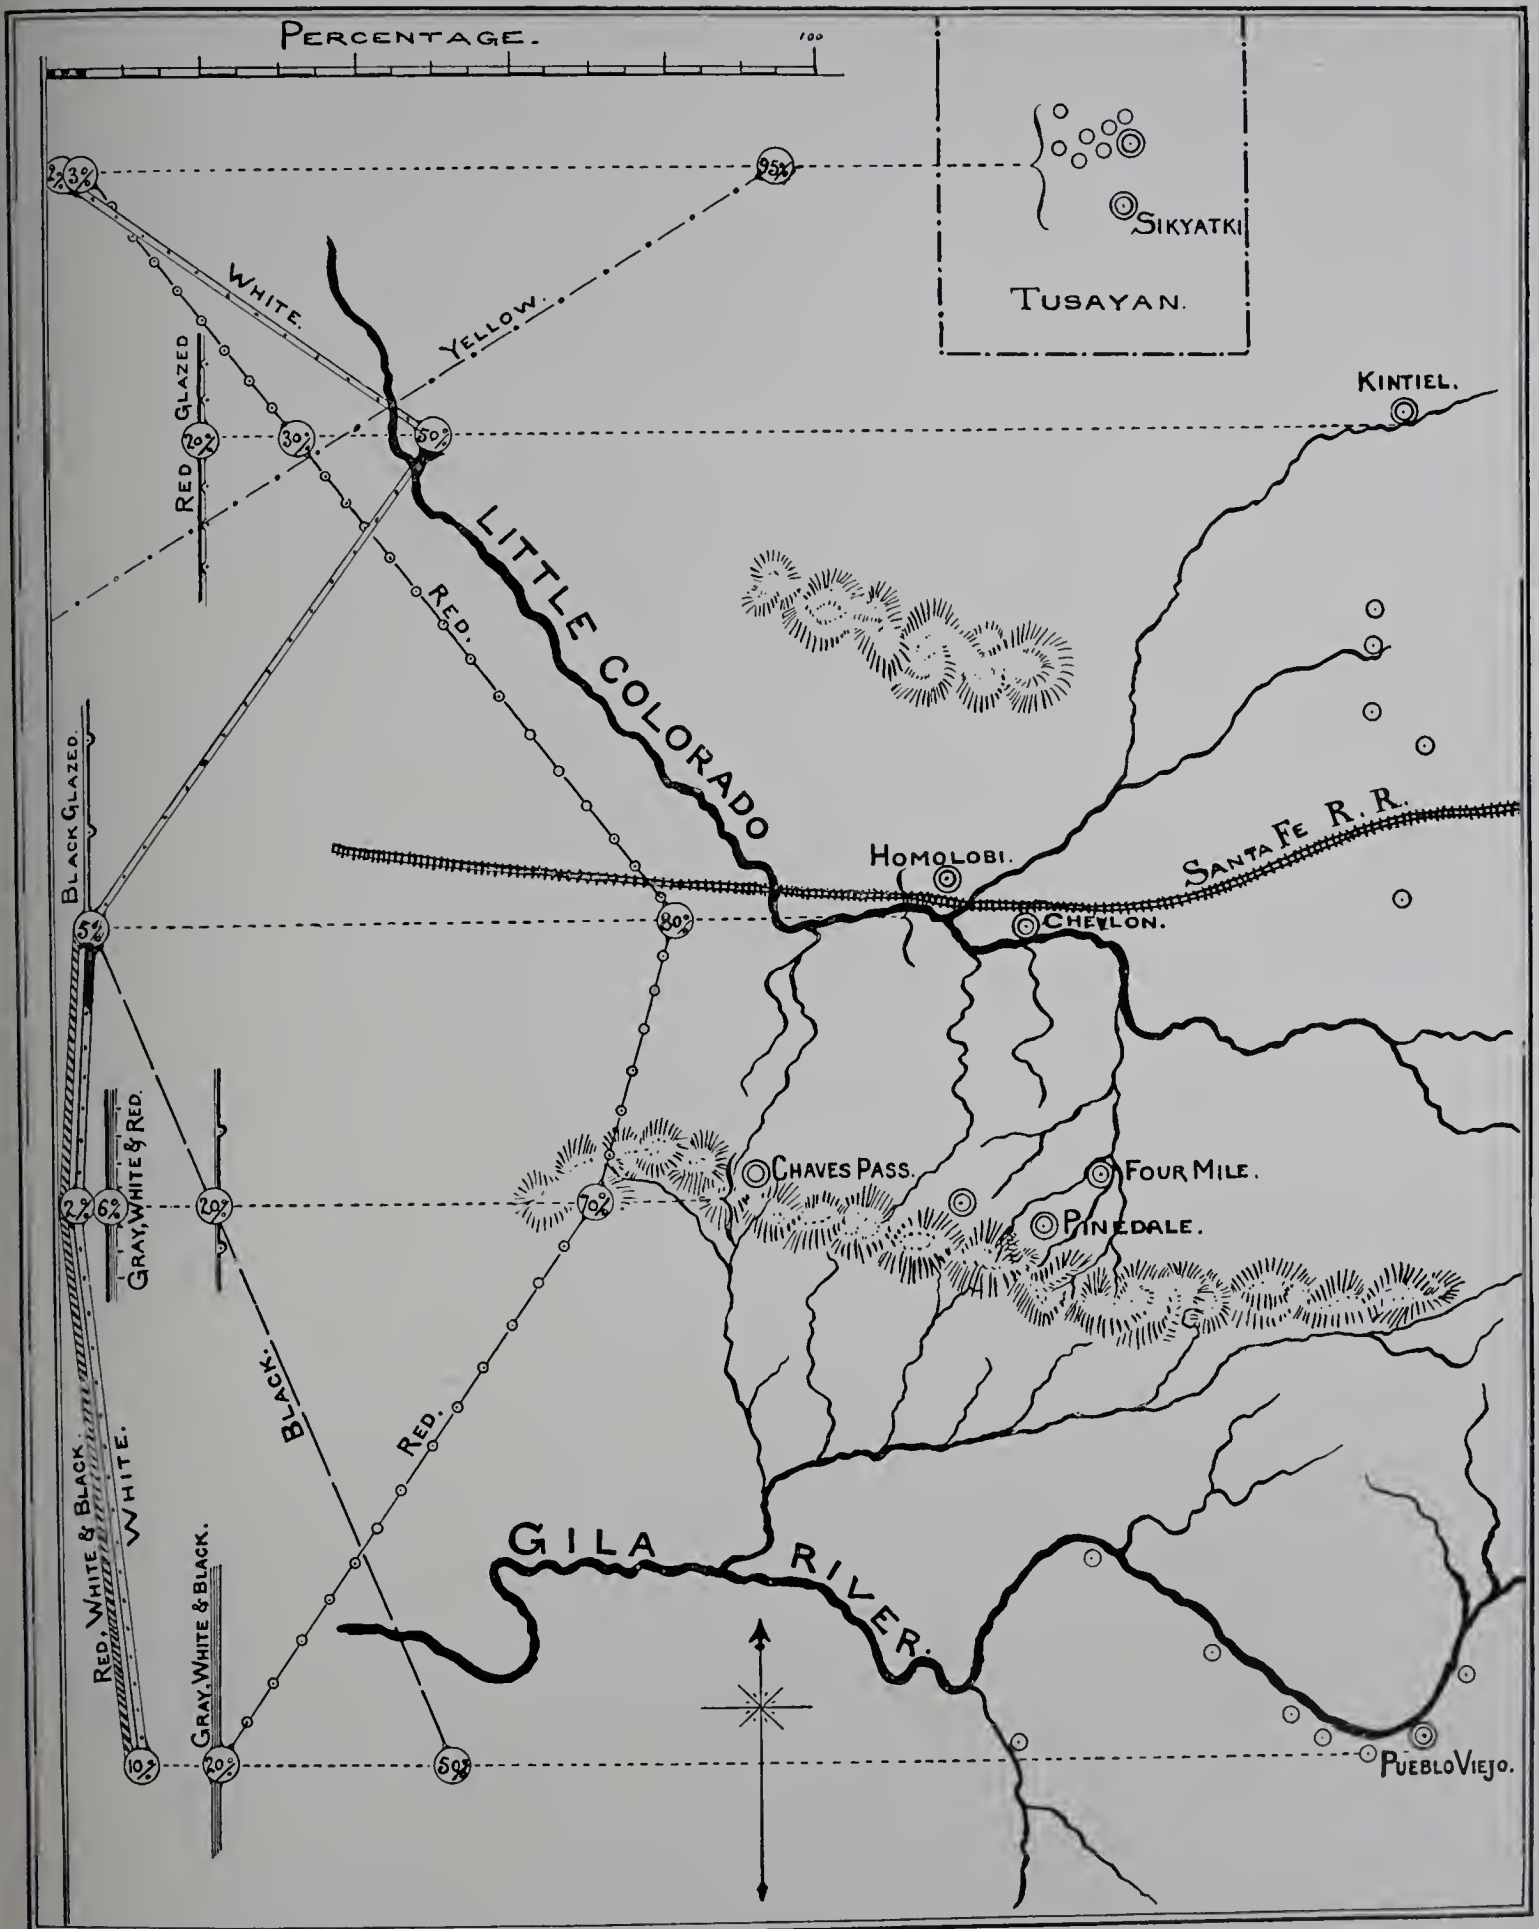 PERCENTAGE.
100
2%
3%
95%
SIKYATKI
TUSAYAN.
WHITE.
YELLOW.
KINTIEL.
RED GLAZED
20%
30%
50%
LITTLE COLORADO
RED.
BLACK GLAZED.
SANTA FE R. R.
HOMOLOBI.
CHEVLON.
5%
80%
GRAY, WHITE & RED.
CHAVES PASS.
FOUR MILE.
PINEDALE.
2%
6%
20%
70%
BLACK.
RED.
RED, WHITE & BLACK.
WHITE.
GRAY, WHITE & BLACK.
GILA RIVER.
10%
20%
50%
PUEBLO VIEJO.